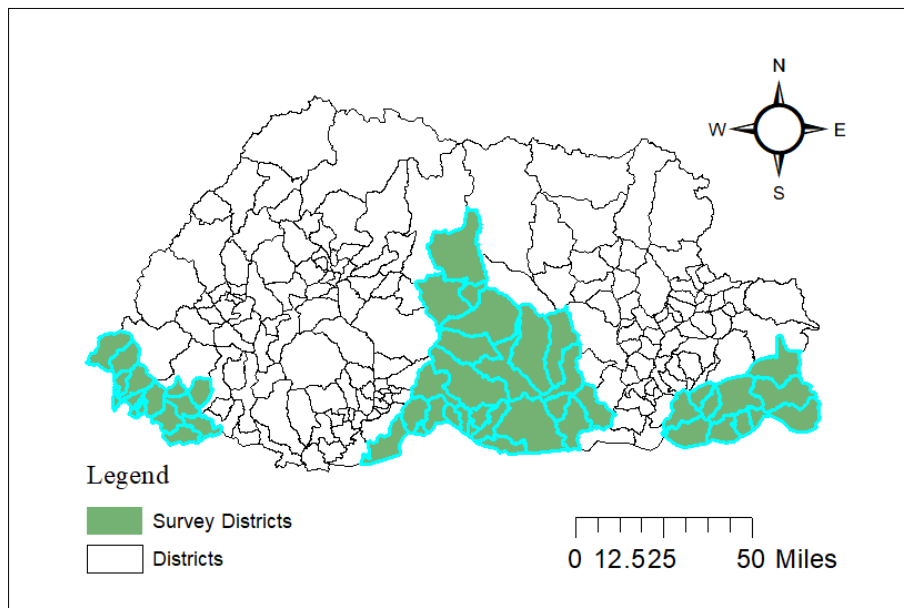 N
W E
S
Legend
Survey Districts
Districts
0 12.525 50 Miles